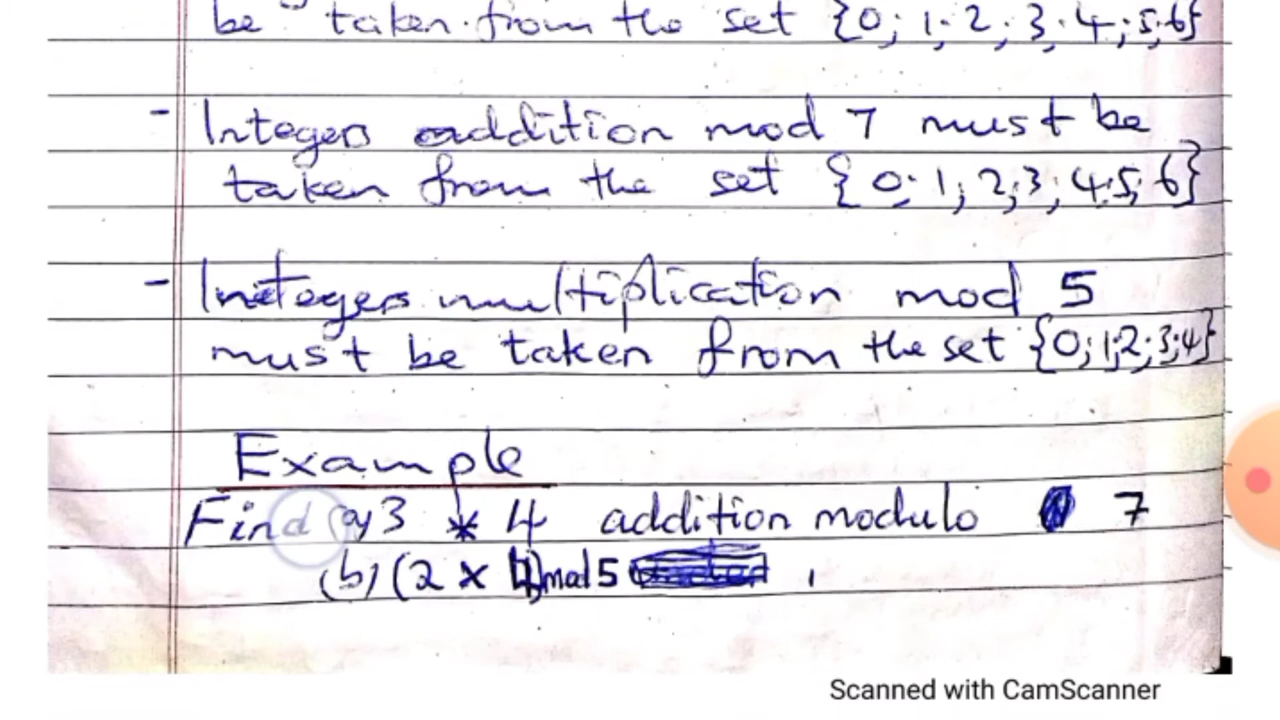 be taken from the set {0; 1; 2; 3; 4; 5; 6}
- Integers addition mod 7 must be
taken from the set {0; 1; 2; 3; 4; 5; 6}
- Integers multiplication mod 5
must be taken from the set {0; 1; 2; 3; 4}
Example
Find (a) 3 * 4 addition modulo 7
(b) (2 × 4) mod 5
Scanned with CamScanner